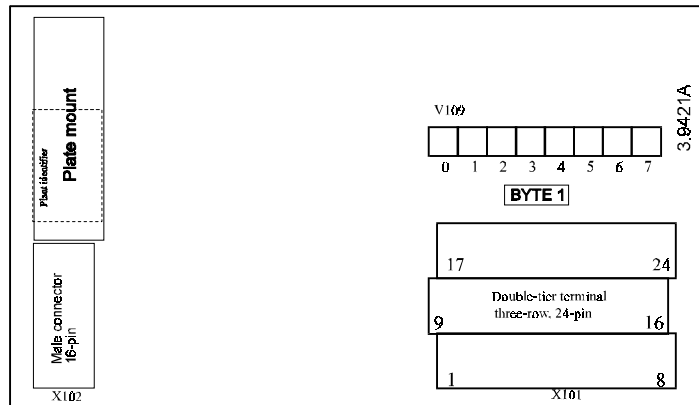 Plate mount
Plant identifier
Male connector
16-pin
X102
V109
0 1 2 3 4 5 6 7
BYTE 1
3.9421A
17 24
Double-tier terminal
three-row, 24-pin
9 16
1 8
X101